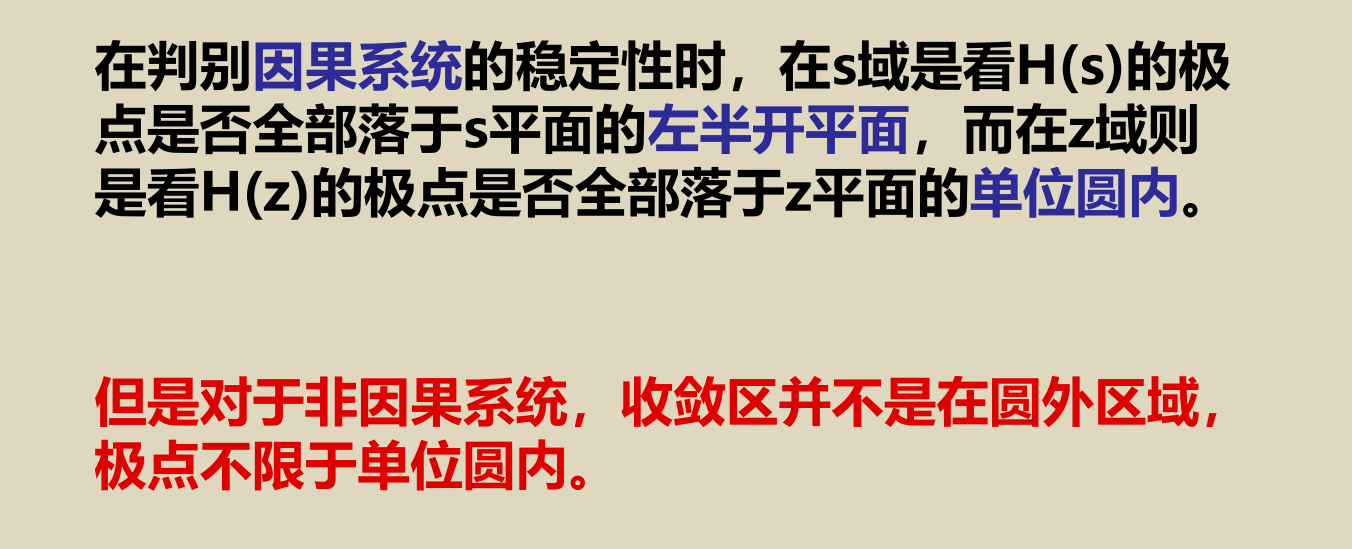 在判别因果系统的稳定性时，在s域是看H(s)的极
点是否全部落于s平面的左半开平面，而在z域则
是看H(z)的极点是否全部落于z平面的单位圆内。
但是对于非因果系统，收敛区并不是在圆外区域，
极点不限于单位圆内。